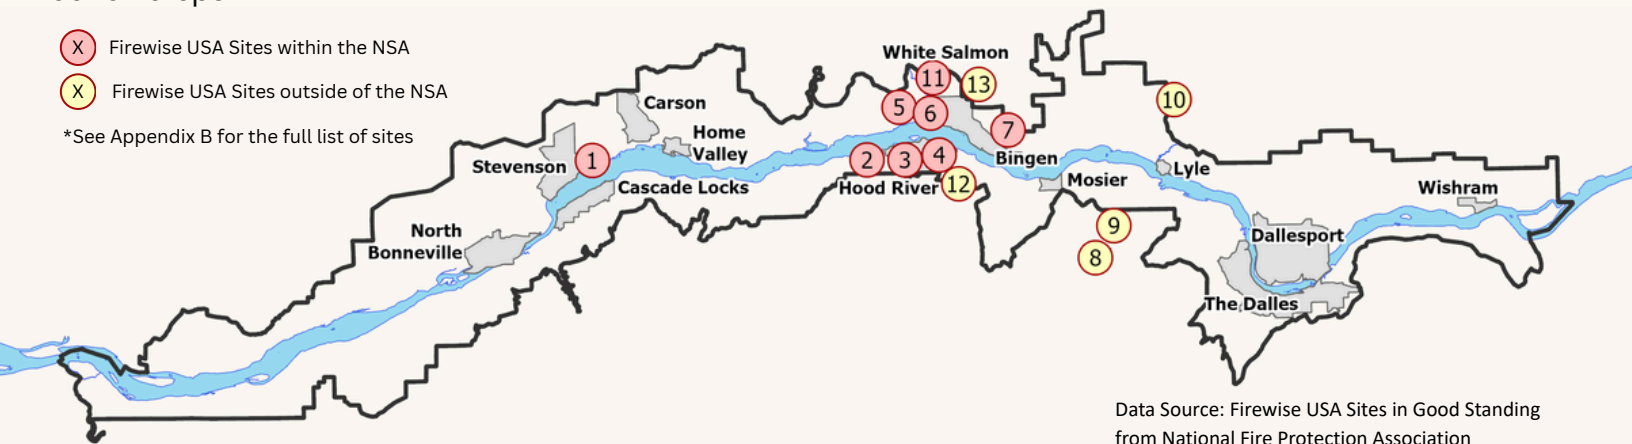 X Firewise USA Sites within the NSA
X Firewise USA Sites outside of the NSA
*See Appendix B for the full list of sites
White Salmon
11
13
10
5
6
7
Carson
Home
Valley
Stevenson
1
2
3
4
Bingen
Hood River
12
Mosier
Lyle
Cascade Locks
Wishram
North
Bonneville
9
8
Dallesport
The Dalles
Data Source: Firewise USA Sites in Good Standing
from National Fire Protection Association